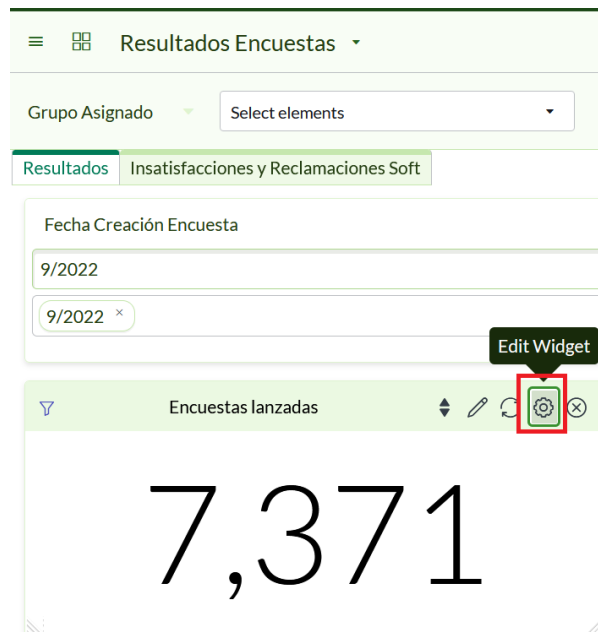 Resultados Encuestas
Grupo Asignado Select elements
Resultados Insatisfacciones y Reclamaciones Soft
Fecha Creación Encuesta
9/2022
9/2022 ×
Edit Widget
Encuestas lanzadas
7,371